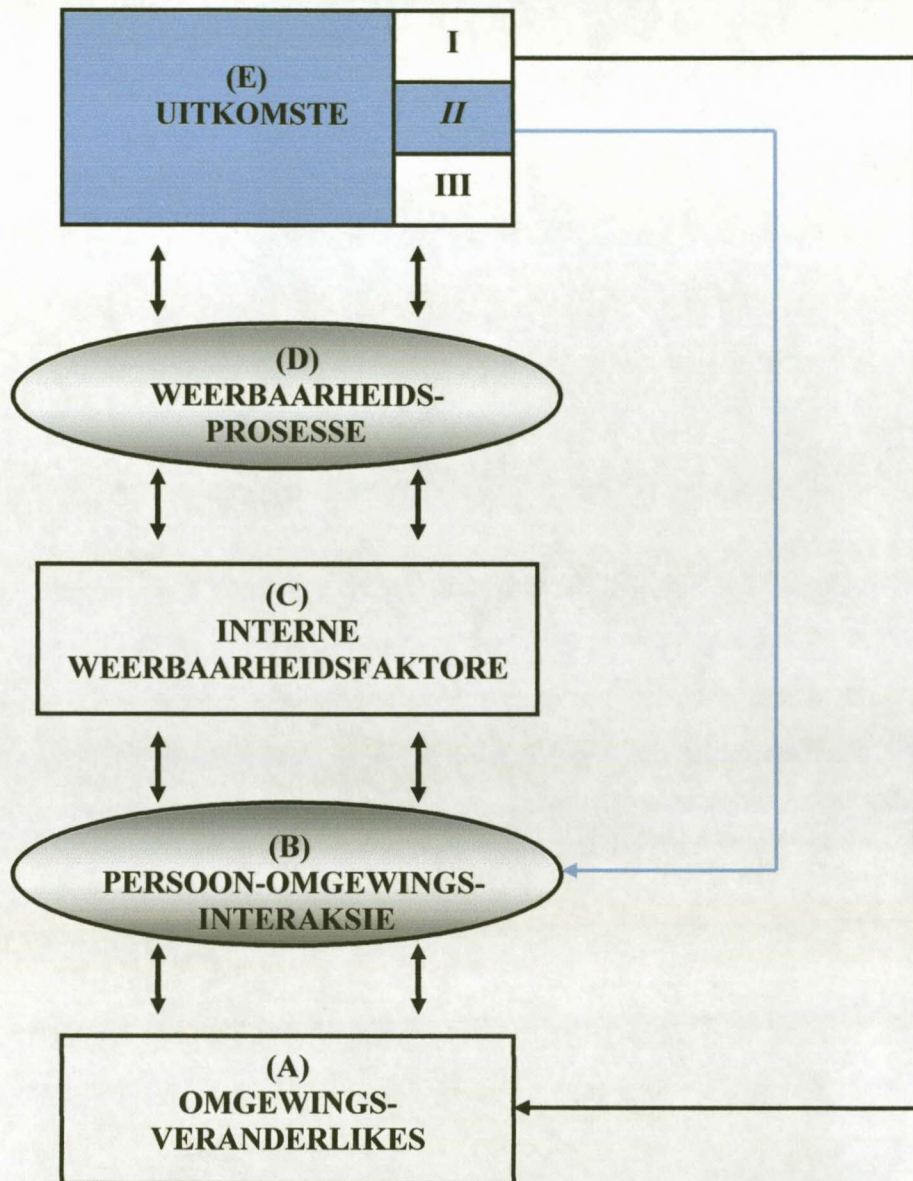 (E)
UITKOMSTE
I
II
III
(D)
WEERBAARHEIDS-
PROSESSE
(C)
INTERNE
WEERBAARHEIDSFAKTORE
(B)
PERSOON-OMGEWINGS-
INTERAKSIE
(A)
OMGEWINGS-
VERANDERLIKES